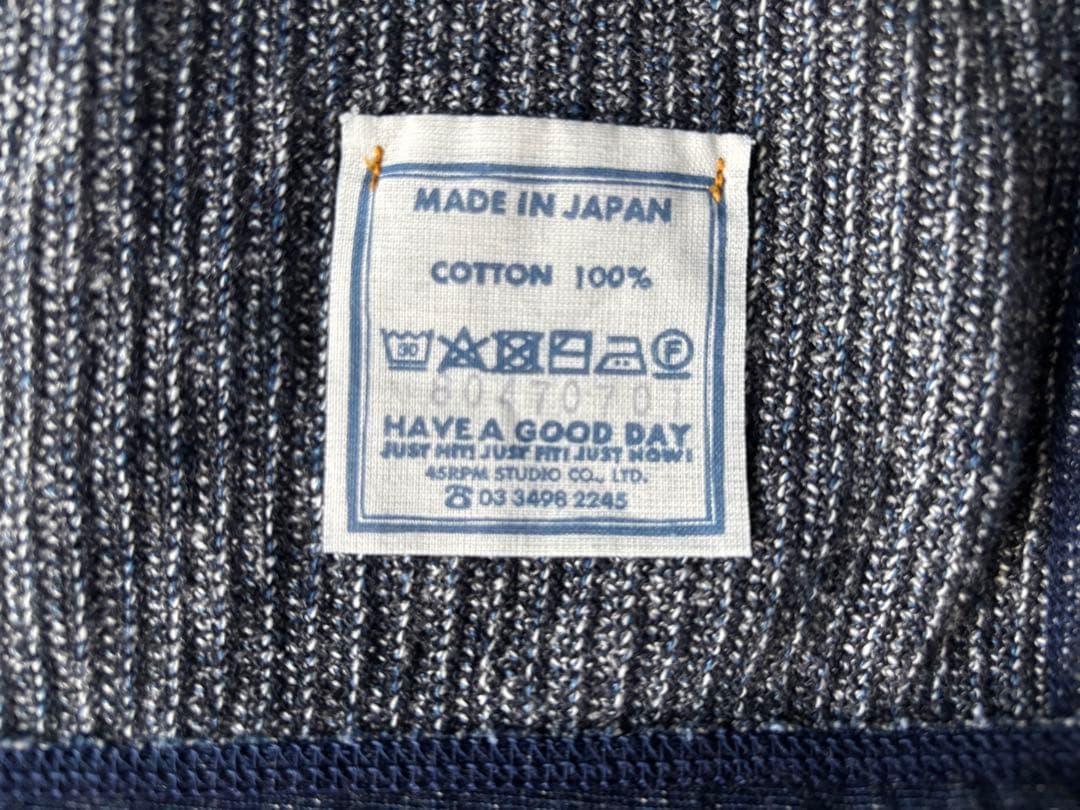 MADE IN JAPAN
COTTON 100%
30 F
HAVE A GOOD DAY
JUST HIT! JUST FIT! JUST NOW!
45RPM STUDIO CO., LTD.
☎ 03 3498 2245